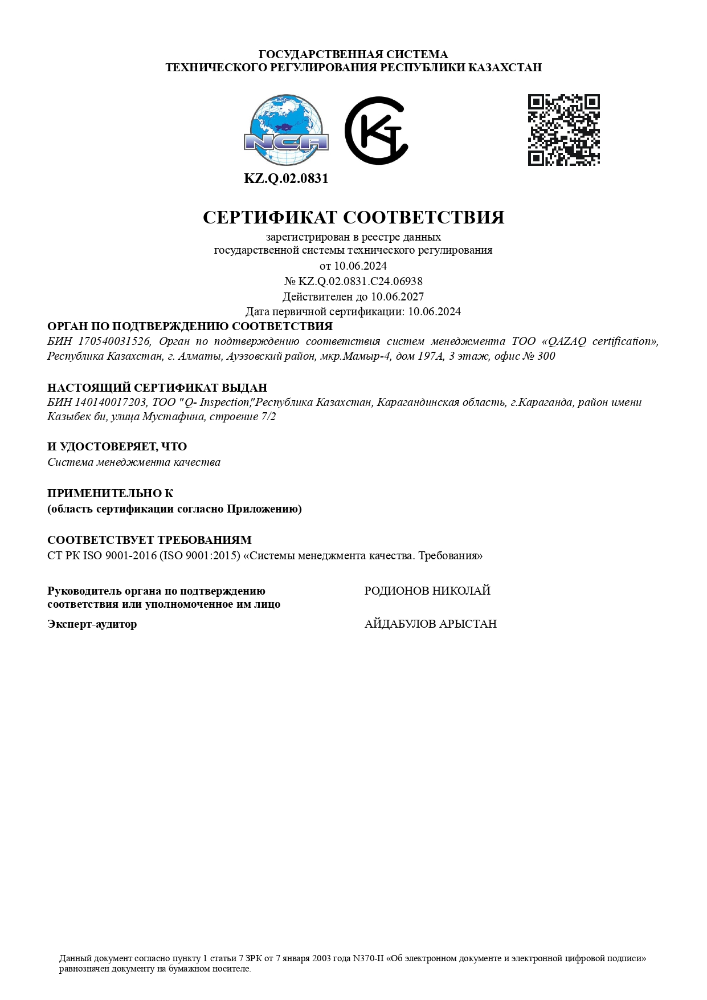 ГОСУДАРСТВЕННАЯ СИСТЕМА
ТЕХНИЧЕСКОГО РЕГУЛИРОВАНИЯ РЕСПУБЛИКИ КАЗАХСТАН
NCA
КСТ
KZ.Q.02.0831
СЕРТИФИКАТ СООТВЕТСТВИЯ
зарегистрирован в реестре данных
государственной системы технического регулирования
от 10.06.2024
№ KZ.Q.02.0831.C24.06938
Действителен до 10.06.2027
Дата первичной сертификации: 10.06.2024
ОРГАН ПО ПОДТВЕРЖДЕНИЮ СООТВЕТСТВИЯ
БИН 170540031526, Орган по подтверждению соответствия систем менеджмента ТОО «QAZAQ certification»,
Республика Казахстан, г. Алматы, Ауэзовский район, мкр.Мамыр-4, дом 197А, 3 этаж, офис № 300
НАСТОЯЩИЙ СЕРТИФИКАТ ВЫДАН
БИН 140140017203, ТОО "Q- Inspection,"Республика Казахстан, Карагандинская область, г.Караганда, район имени
Казыбек би, улица Мустафина, строение 7/2
И УДОСТОВЕРЯЕТ, ЧТО
Система менеджмента качества
ПРИМЕНИТЕЛЬНО К
(область сертификации согласно Приложению)
СООТВЕТСТВУЕТ ТРЕБОВАНИЯМ
СТ РК ISO 9001-2016 (ISO 9001:2015) «Системы менеджмента качества. Требования»
Руководитель органа по подтверждению РОДИОНОВ НИКОЛАЙ
соответствия или уполномоченное им лицо
Эксперт-аудитор АЙДАБУЛОВ АРЫСТАН
Данный документ согласно пункту 1 статьи 7 ЗРК от 7 января 2003 года N370-II «Об электронном документе и электронной цифровой подписи»
равнозначен документу на бумажном носителе.